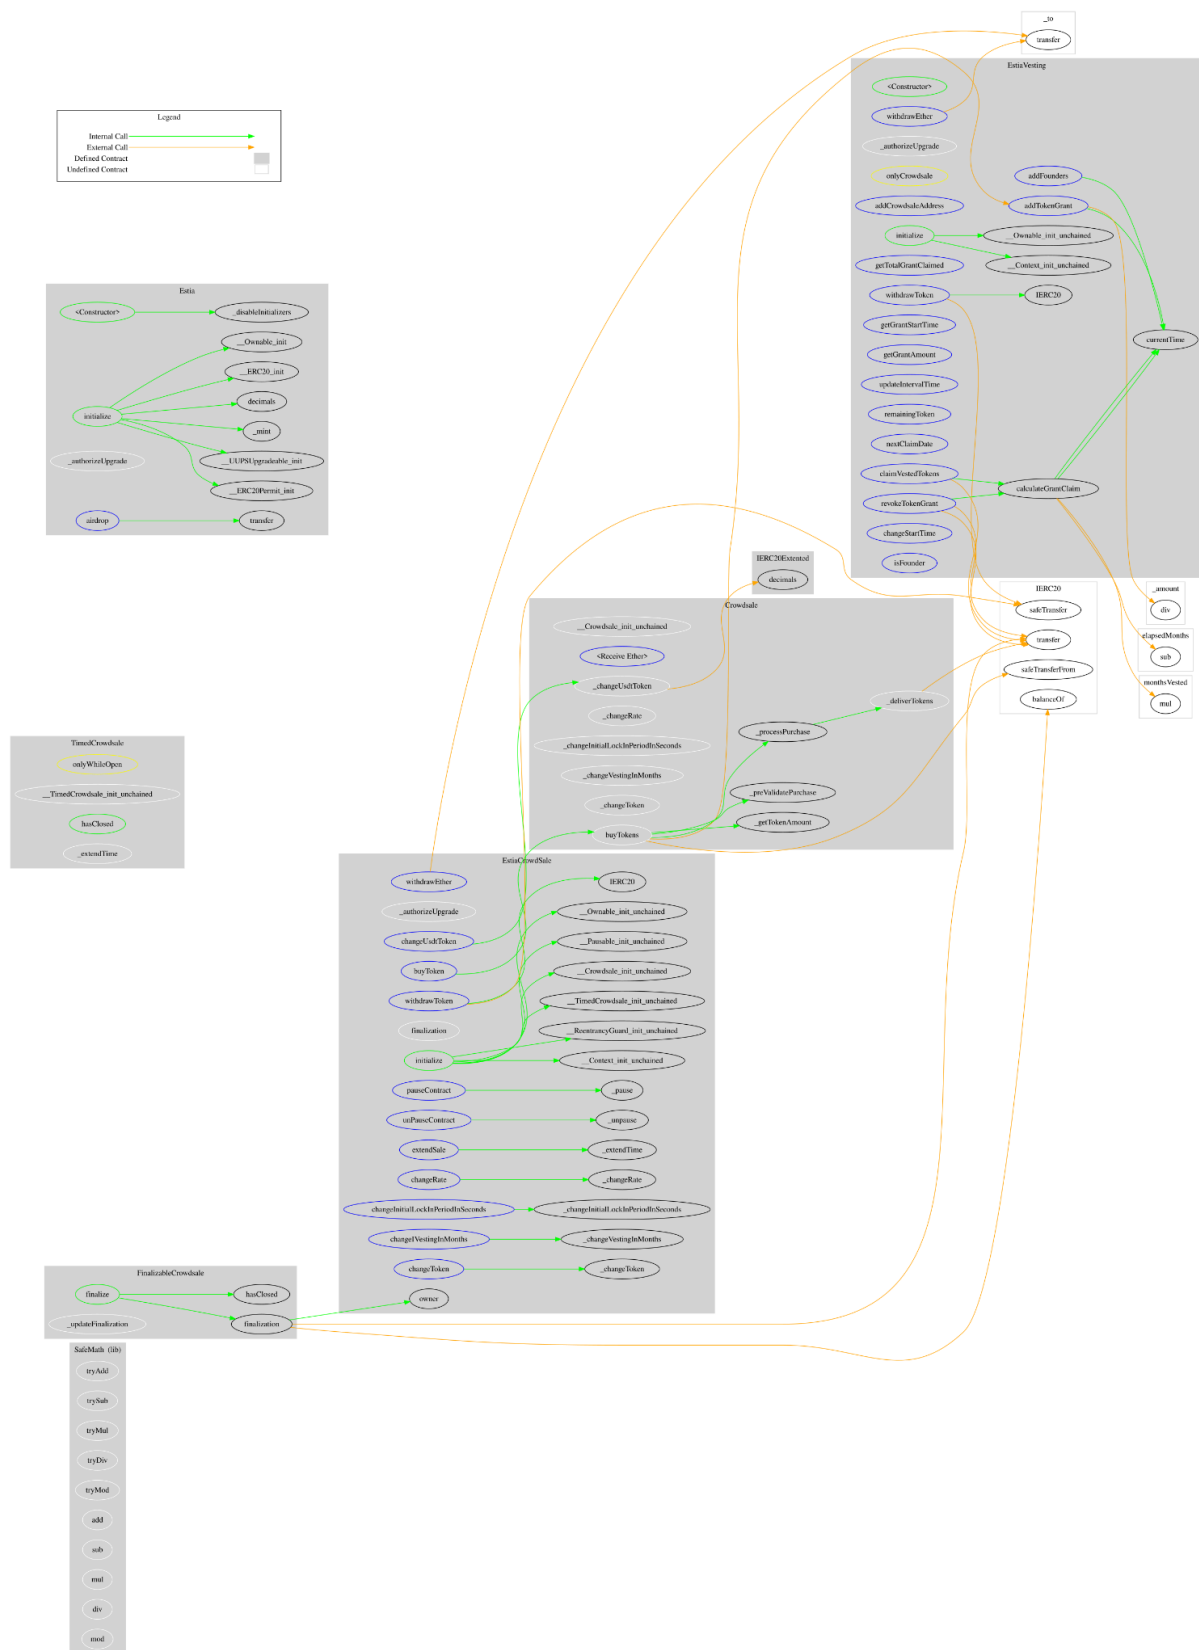 _to
transfer
EstiaVesting
<Constructor>
withdrawEther
_authorizeUpgrade
onlyCrowdsale
addFounders
addCrowdsaleAddress
addTokenGrant
initialize
__Ownable_init_unchained
getTotalGrantClaimed
__Context_init_unchained
withdrawToken
IERC20
getGrantStartTime
currentTime
getGrantAmount
updateIntervalTime
remainingToken
nextClaimDate
claimVestedTokens
calculateGrantClaim
revokeTokenGrant
changeStartTime
isFounder
Legend
Internal Call
External Call
Defined Contract
Undefined Contract
Estia
<Constructor>
_disableInitializers
__Ownable_init
__ERC20_init
initialize
decimals
_mint
_authorizeUpgrade
__UUPSUpgradeable_init
__ERC20Permit_init
airdrop
transfer
IERC20Extented
decimals
IERC20
safeTransfer
transfer
safeTransferFrom
balanceOf
_amount
div
elapsedMonths
sub
monthsVested
mul
Crowdsale
__Crowdsale_init_unchained
<Receive Ether>
_changeUsdtToken
_deliverTokens
_changeRate
_processPurchase
_changeInitialLockInPeriodInSeconds
_changeVestingInMonths
_preValidatePurchase
_changeToken
_getTokenAmount
buyTokens
TimedCrowdsale
onlyWhileOpen
__TimedCrowdsale_init_unchained
hasClosed
_extendTime
EstiaCrowdSale
withdrawEther
IERC20
_authorizeUpgrade
__Ownable_init_unchained
changeUsdtToken
__Pausable_init_unchained
buyToken
__Crowdsale_init_unchained
withdrawToken
__TimedCrowdsale_init_unchained
finalization
__ReentrancyGuard_init_unchained
initialize
__Context_init_unchained
pauseContract
_pause
unPauseContract
_unpause
extendSale
_extendTime
changeRate
_changeRate
changeInitialLockInPeriodInSeconds
_changeInitialLockInPeriodInSeconds
changeIVestingInMonths
_changeVestingInMonths
changeToken
_changeToken
owner
FinalizableCrowdsale
finalize
hasClosed
_updateFinalization
finalization
SafeMath  (lib)
tryAdd
trySub
tryMul
tryDiv
tryMod
add
sub
mul
div
mod